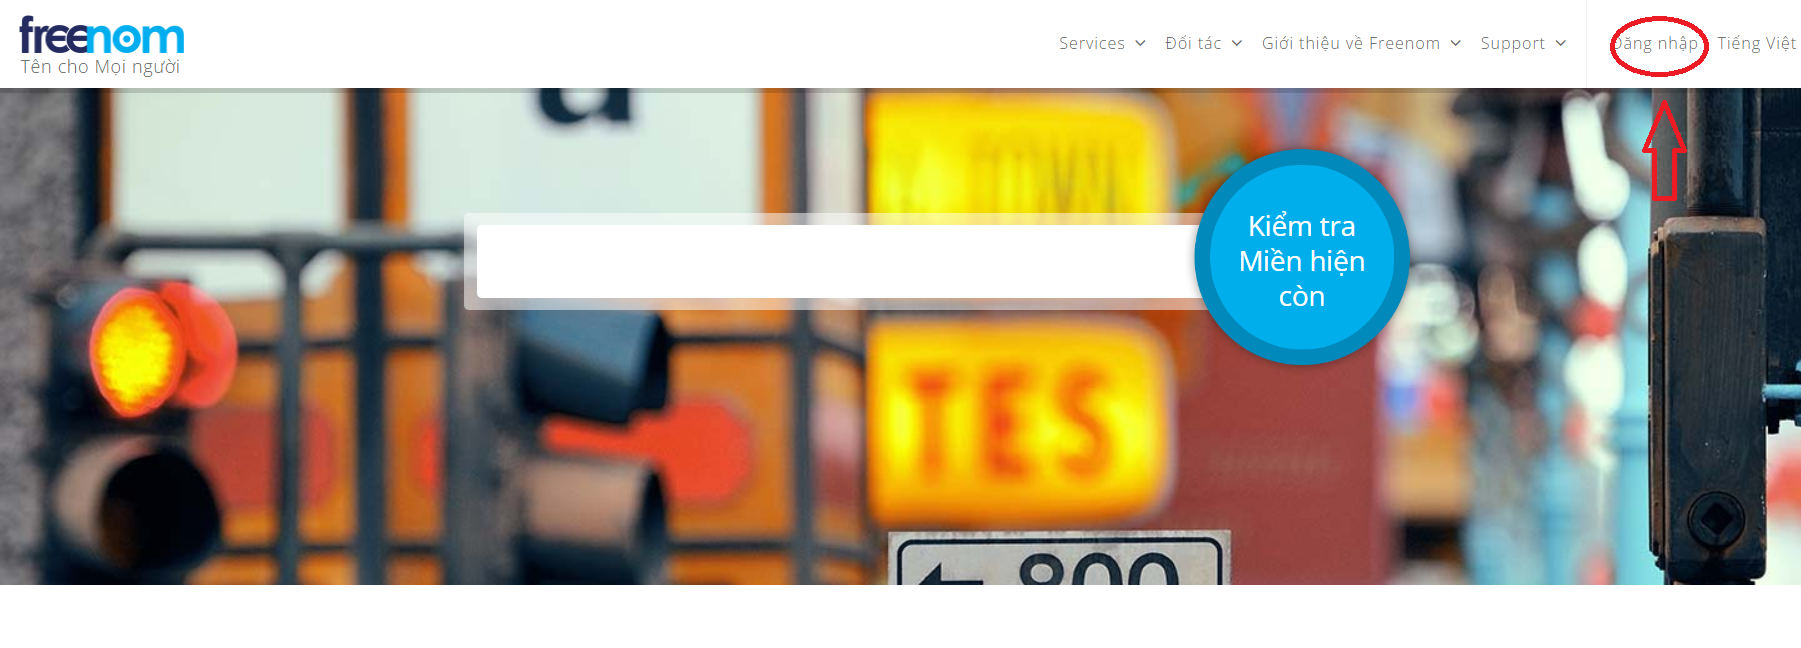 freenom
Tên cho Mọi người
Services
Đối tác
Giới thiệu về Freenom
Support
Đăng nhập
Tiếng Việt
a
TOWN
Kiểm tra
Miền hiện
còn
TES
800